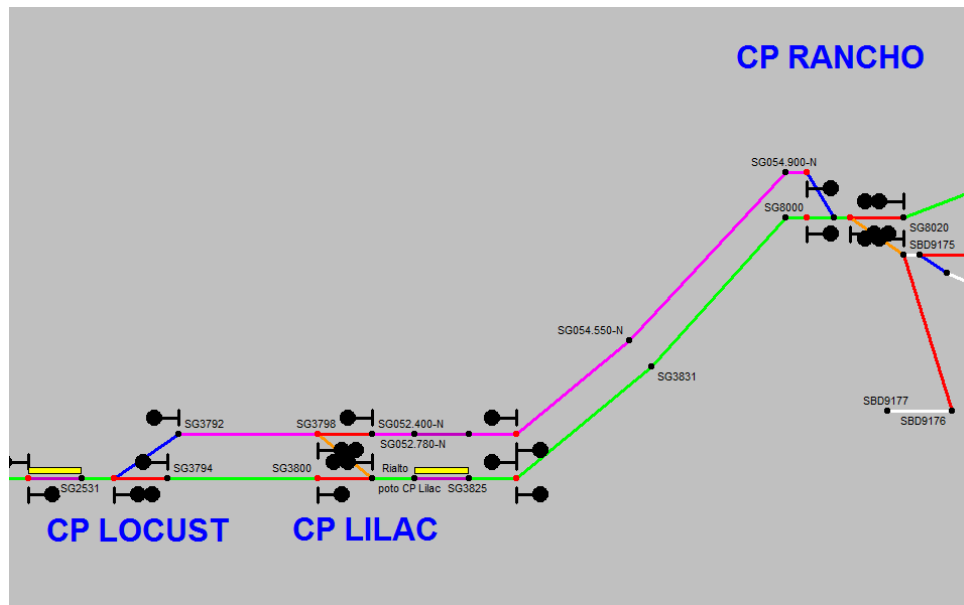 CP RANCHO
SG054.900-N
SG8000
SG8020
SBD9175
SG054.550-N
SG3831
SBD9177
SBD9176
SG3792
SG3798
SG052.400-N
SG052.780-N
SG2531
SG3794
SG3800
Rialto
poto CP Lilac
SG3825
CP LOCUST
CP LILAC